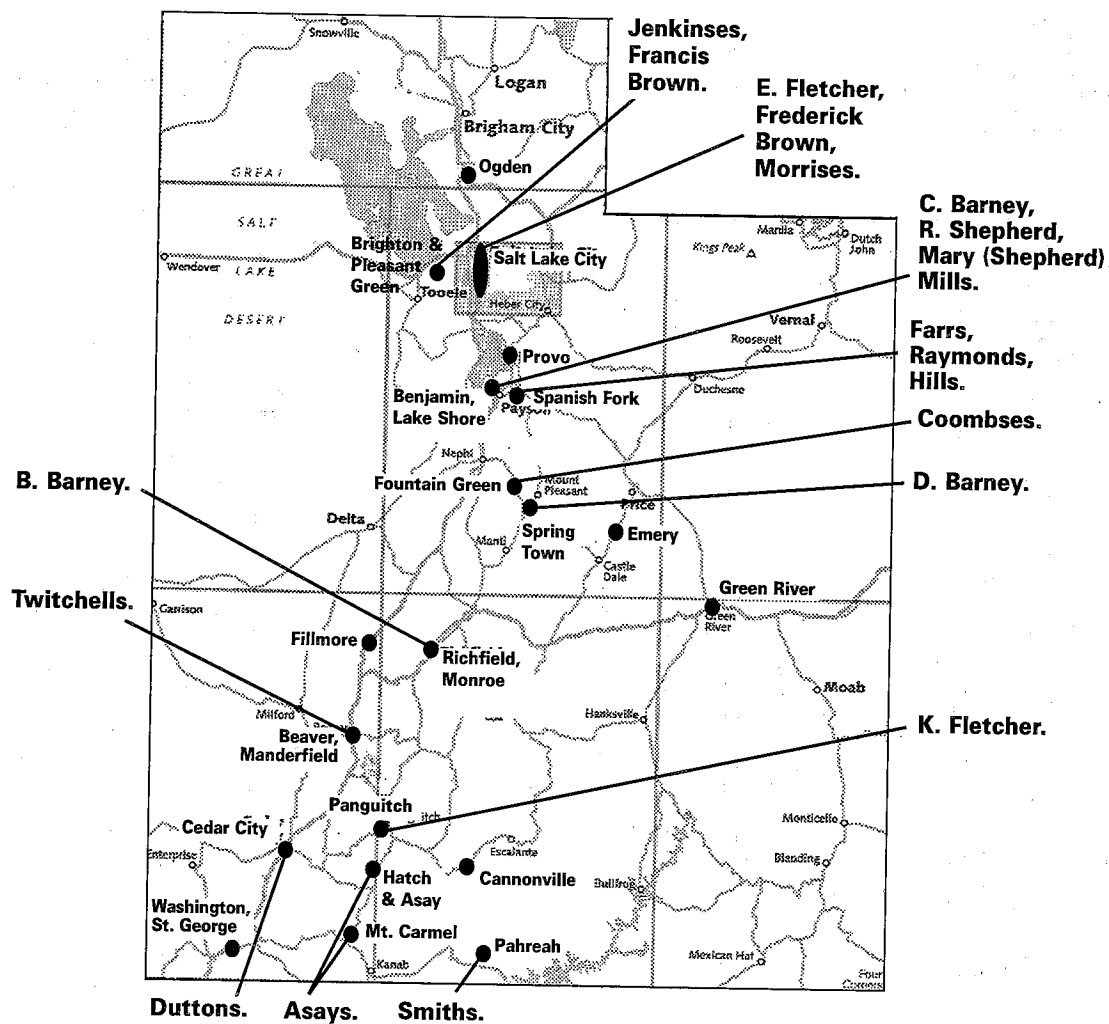 Jenkinses,
Francis
Brown.
Snowville
Logan
E. Fletcher,
Frederick
Brown,
Morrises.
Brigham City
Ogden
GREAT
SALT
LAKE
DESERT
C. Barney,
R. Shepherd,
Mary (Shepherd)
Mills.
Manila
Dutch
John
Kings Peak
Brighton &
Pleasant
Green
Salt Lake City
Wendover
Tooele
Heber City
Vernal
Roosevelt
Farrs,
Raymonds,
Hills.
Provo
Duchesne
Benjamin,
Lake Shore
Payson
Spanish Fork
Coombses.
Nephi
B. Barney.
Fountain Green
Mount
Pleasant
D. Barney.
Price
Delta
Spring
Town
Manti
Emery
Castle
Dale
Green River
Twitchells.
Garrison
Green
River
Fillmore
Richfield,
Monroe
Moab
Milford
Hanksville
K. Fletcher.
Beaver,
Manderfield
Panguitch
Cedar City
Monticello
Enterprise
Escalante
Blanding
Hatch
& Asay
Cannonville
Bullfrog
Washington,
St. George
Mt. Carmel
Pahreah
Kanab
Mexican Hat
Four
Corners
Duttons.
Asays.
Smiths.